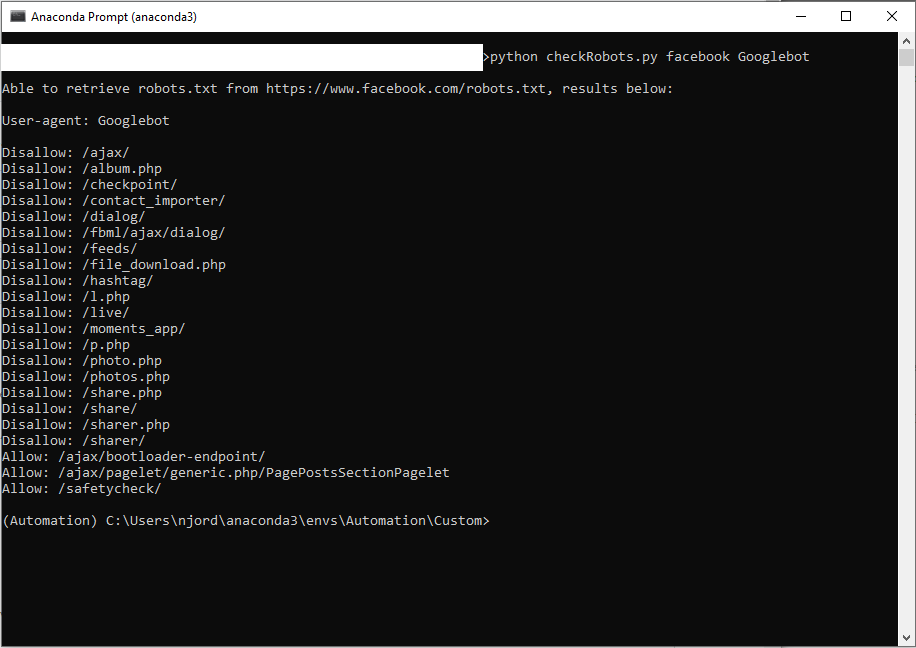 Anaconda Prompt (anaconda3)
>python checkRobots.py facebook Googlebot
Able to retrieve robots.txt from https://www.facebook.com/robots.txt, results below:
User-agent: Googlebot
Disallow: /ajax/
Disallow: /album.php
Disallow: /checkpoint/
Disallow: /contact_importer/
Disallow: /dialog/
Disallow: /fbml/ajax/dialog/
Disallow: /feeds/
Disallow: /file_download.php
Disallow: /hashtag/
Disallow: /l.php
Disallow: /live/
Disallow: /moments_app/
Disallow: /p.php
Disallow: /photo.php
Disallow: /photos.php
Disallow: /share.php
Disallow: /share/
Disallow: /sharer.php
Disallow: /sharer/
Allow: /ajax/bootloader-endpoint/
Allow: /ajax/pagelet/generic.php/PagePostsSectionPagelet
Allow: /safetycheck/
(Automation) C:\Users\njord\anaconda3\envs\Automation\Custom>